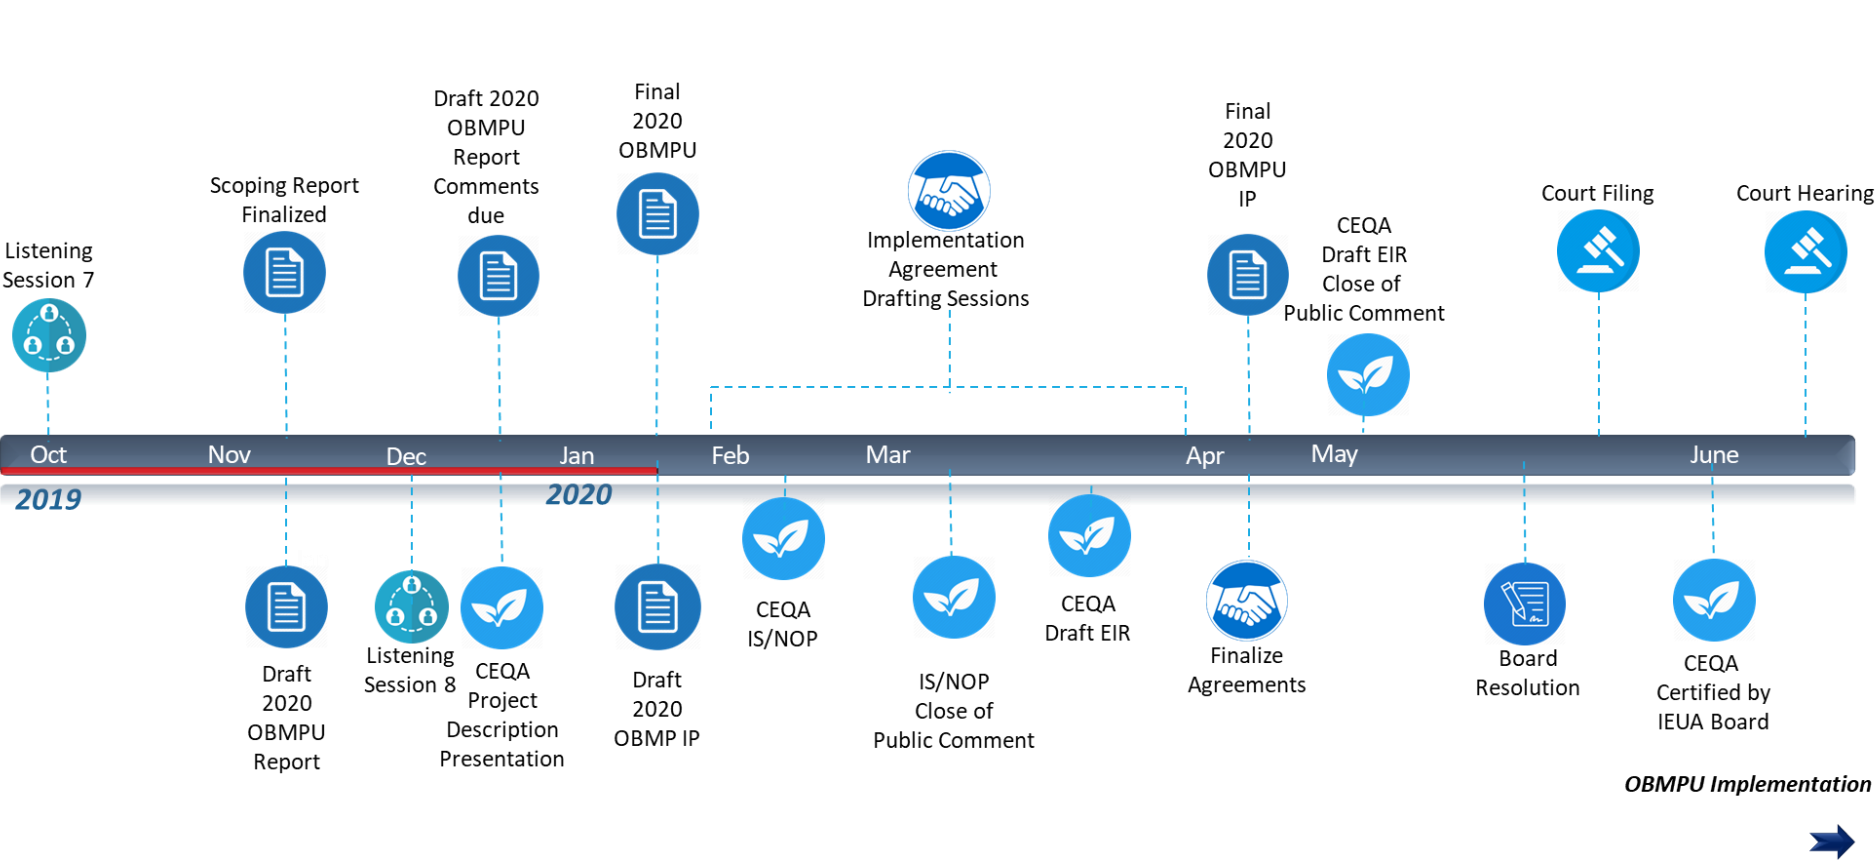 Listening
Session 7
Scoping Report
Finalized
Draft 2020
OBMPU
Report
Comments
due
Final
2020
OBMPU
Implementation
Agreement
Drafting Sessions
Final
2020
OBMPU
IP
CEQA
Draft EIR
Close of
Public Comment
Court Filing
Court Hearing
Oct
Nov
Dec
Jan
Feb
Mar
Apr
May
June
2019
2020
Draft
2020
OBMPU
Report
Listening
Session 8
CEQA
Project
Description
Presentation
Draft
2020
OBMP IP
CEQA
IS/NOP
IS/NOP
Close of
Public Comment
CEQA
Draft EIR
Finalize
Agreements
Board
Resolution
CEQA
Certified by
IEUA Board
OBMPU Implementation